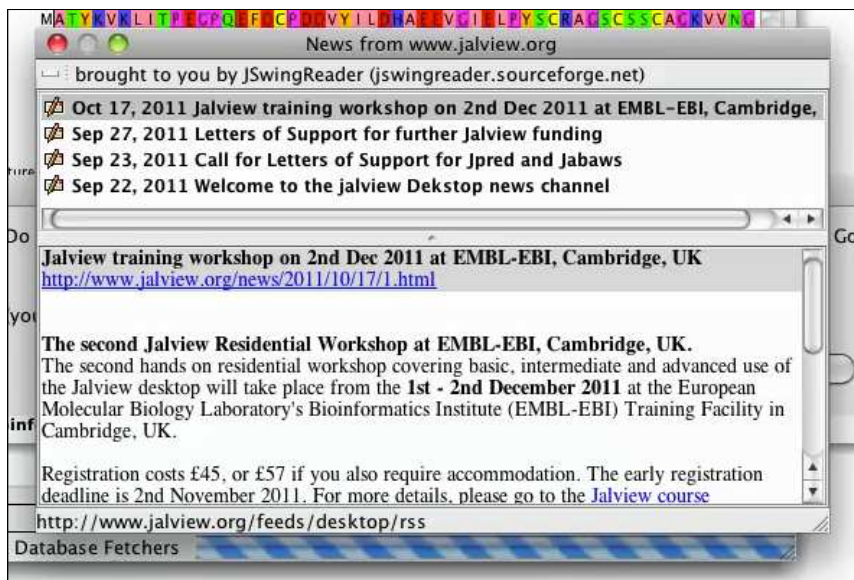 MATYKVKLITPEGPQEFDCPDDVYILDHAEEVGIELPYSCRAGSCSSCAGKVVNG
News from www.jalview.org
brought to you by JSwingReader (jswingreader.sourceforge.net)
Oct 17, 2011 Jalview training workshop on 2nd Dec 2011 at EMBL-EBI, Cambridge,
Sep 27, 2011 Letters of Support for further Jalview funding
Sep 23, 2011 Call for Letters of Support for Jpred and Jabaws
Sep 22, 2011 Welcome to the jalview Dekstop news channel
ture
Do
Go
Jalview training workshop on 2nd Dec 2011 at EMBL-EBI, Cambridge, UK
http://www.jalview.org/news/2011/10/17/1.html
you
The second Jalview Residential Workshop at EMBL-EBI, Cambridge, UK.
The second hands on residential workshop covering basic, intermediate and advanced use of
the Jalview desktop will take place from the 1st - 2nd December 2011 at the European
Molecular Biology Laboratory's Bioinformatics Institute (EMBL-EBI) Training Facility in
inf
Cambridge, UK.
Registration costs £45, or £57 if you also require accommodation. The early registration
deadline is 2nd November 2011. For more details, please go to the Jalview course
http://www.jalview.org/feeds/desktop/rss
Database Fetchers